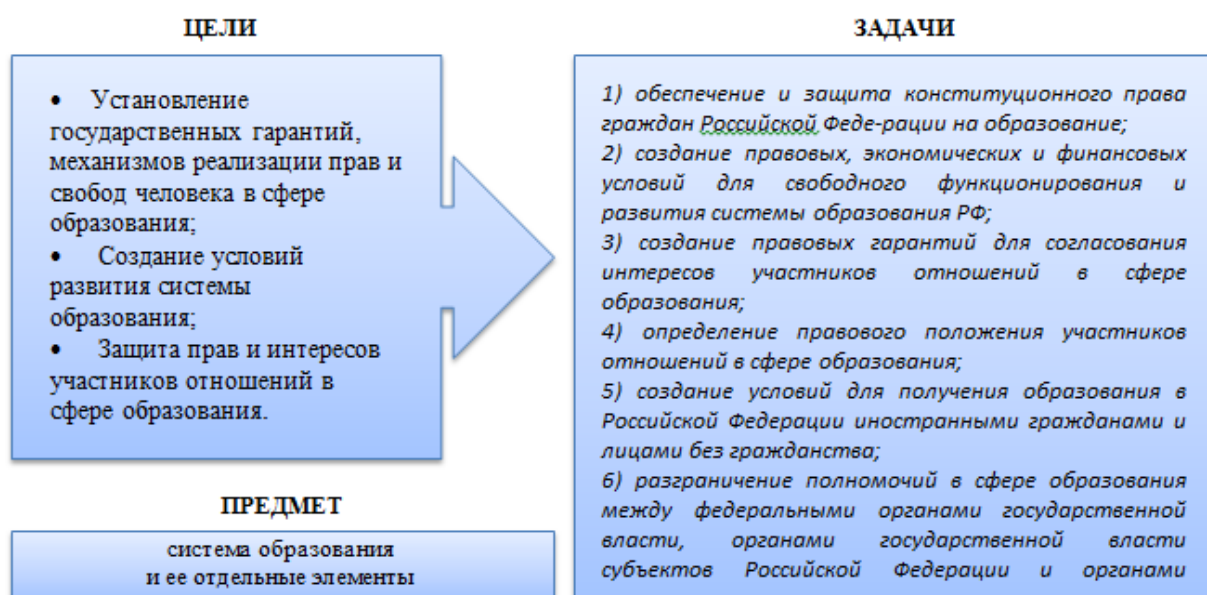 ЦЕЛИ
• Установление
государственных гарантий,
механизмов реализации прав и
свобод человека в сфере
образования;
• Создание условий
развития системы
образования;
• Защита прав и интересов
участников отношений в
сфере образования.
ПРЕДМЕТ
система образования
и ее отдельные элементы
ЗАДАЧИ
1) обеспечение и защита конституционного права
граждан Российской Феде-рации на образование;
2) создание правовых, экономических и финансовых
условий для свободного функционирования и
развития системы образования РФ;
3) создание правовых гарантий для согласования
интересов участников отношений в сфере
образования;
4) определение правового положения участников
отношений в сфере образования;
5) создание условий для получения образования в
Российской Федерации иностранными гражданами и
лицами без гражданства;
6) разграничение полномочий в сфере образования
между федеральными органами государственной
власти, органами государственной власти
субъектов Российской Федерации и органами